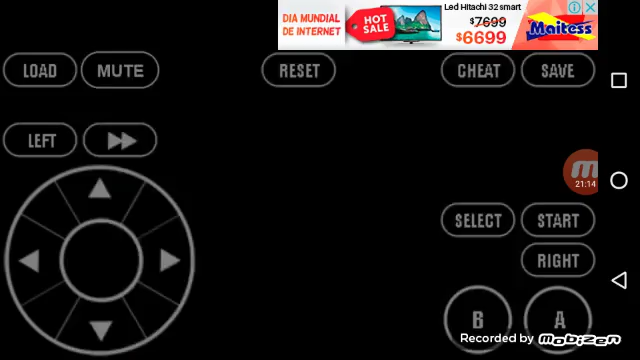 DIA MUNDIAL
DE INTERNET
HOT
SALE
Led Hitachi 32 smart
$7699
$6699
Maitess
LOAD
MUTE
RESET
CHEAT
SAVE
LEFT
21:14
SELECT
START
RIGHT
B
A
Recorded by
Mobizen